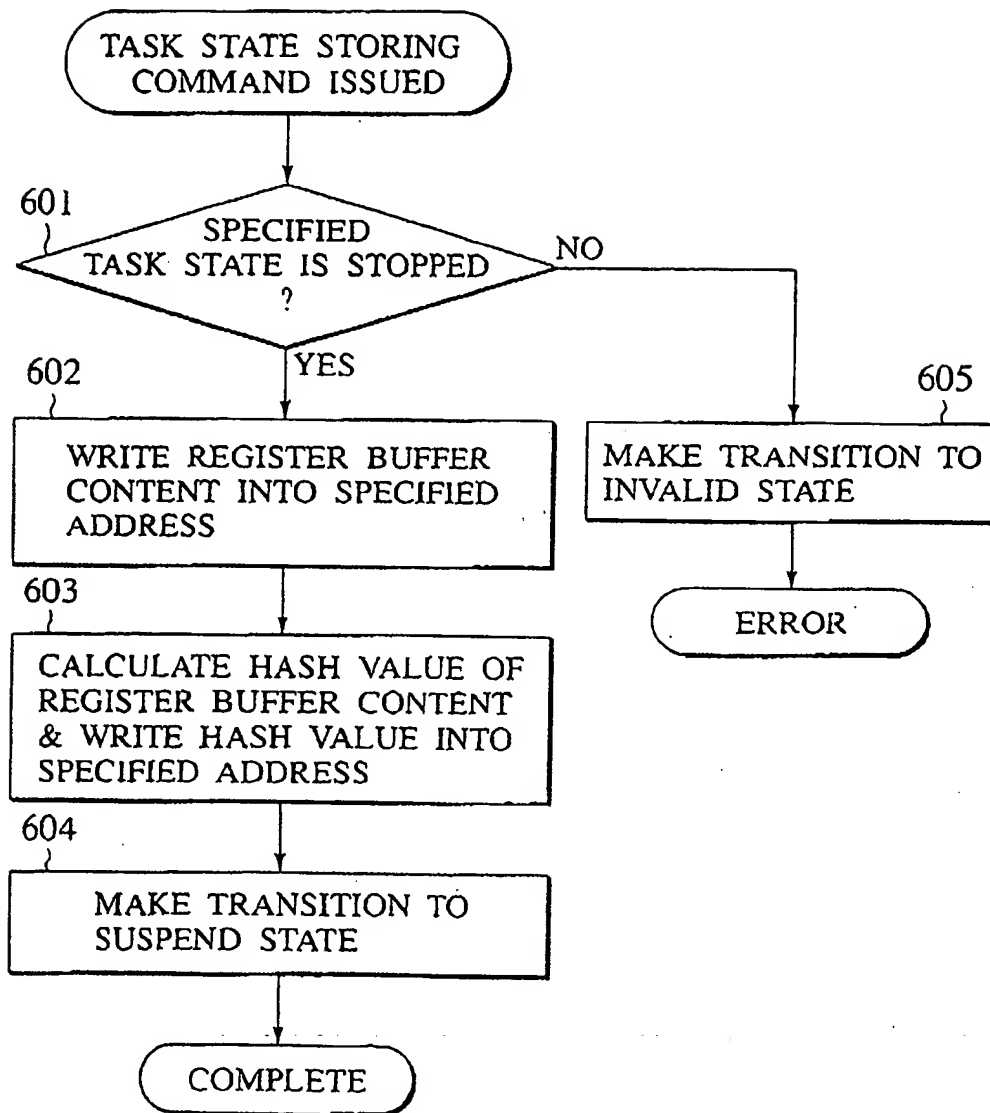 TASK STATE STORING
COMMAND ISSUED
601
SPECIFIED
TASK STATE IS STOPPED
?
NO
YES
602
WRITE REGISTER BUFFER
CONTENT INTO SPECIFIED
ADDRESS
605
MAKE TRANSITION TO
INVALID STATE
ERROR
603
CALCULATE HASH VALUE OF
REGISTER BUFFER CONTENT
& WRITE HASH VALUE INTO
SPECIFIED ADDRESS
604
MAKE TRANSITION TO
SUSPEND STATE
COMPLETE